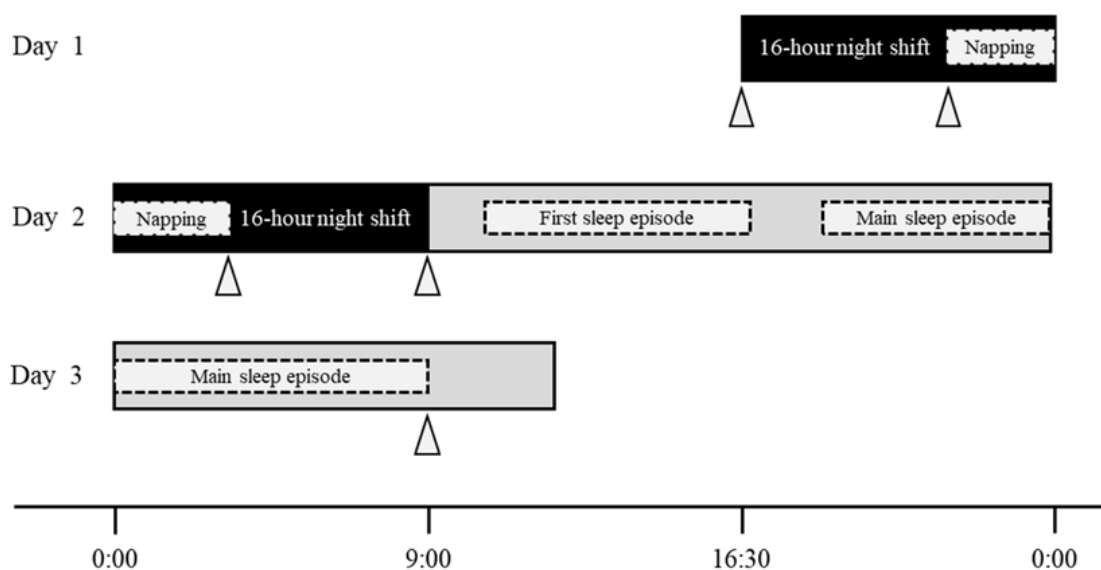 Day 1
16-hour night shift
Napping
Day 2
Napping
16-hour night shift
First sleep episode
Main sleep episode
Day 3
Main sleep episode
0:00
9:00
16:30
0:00